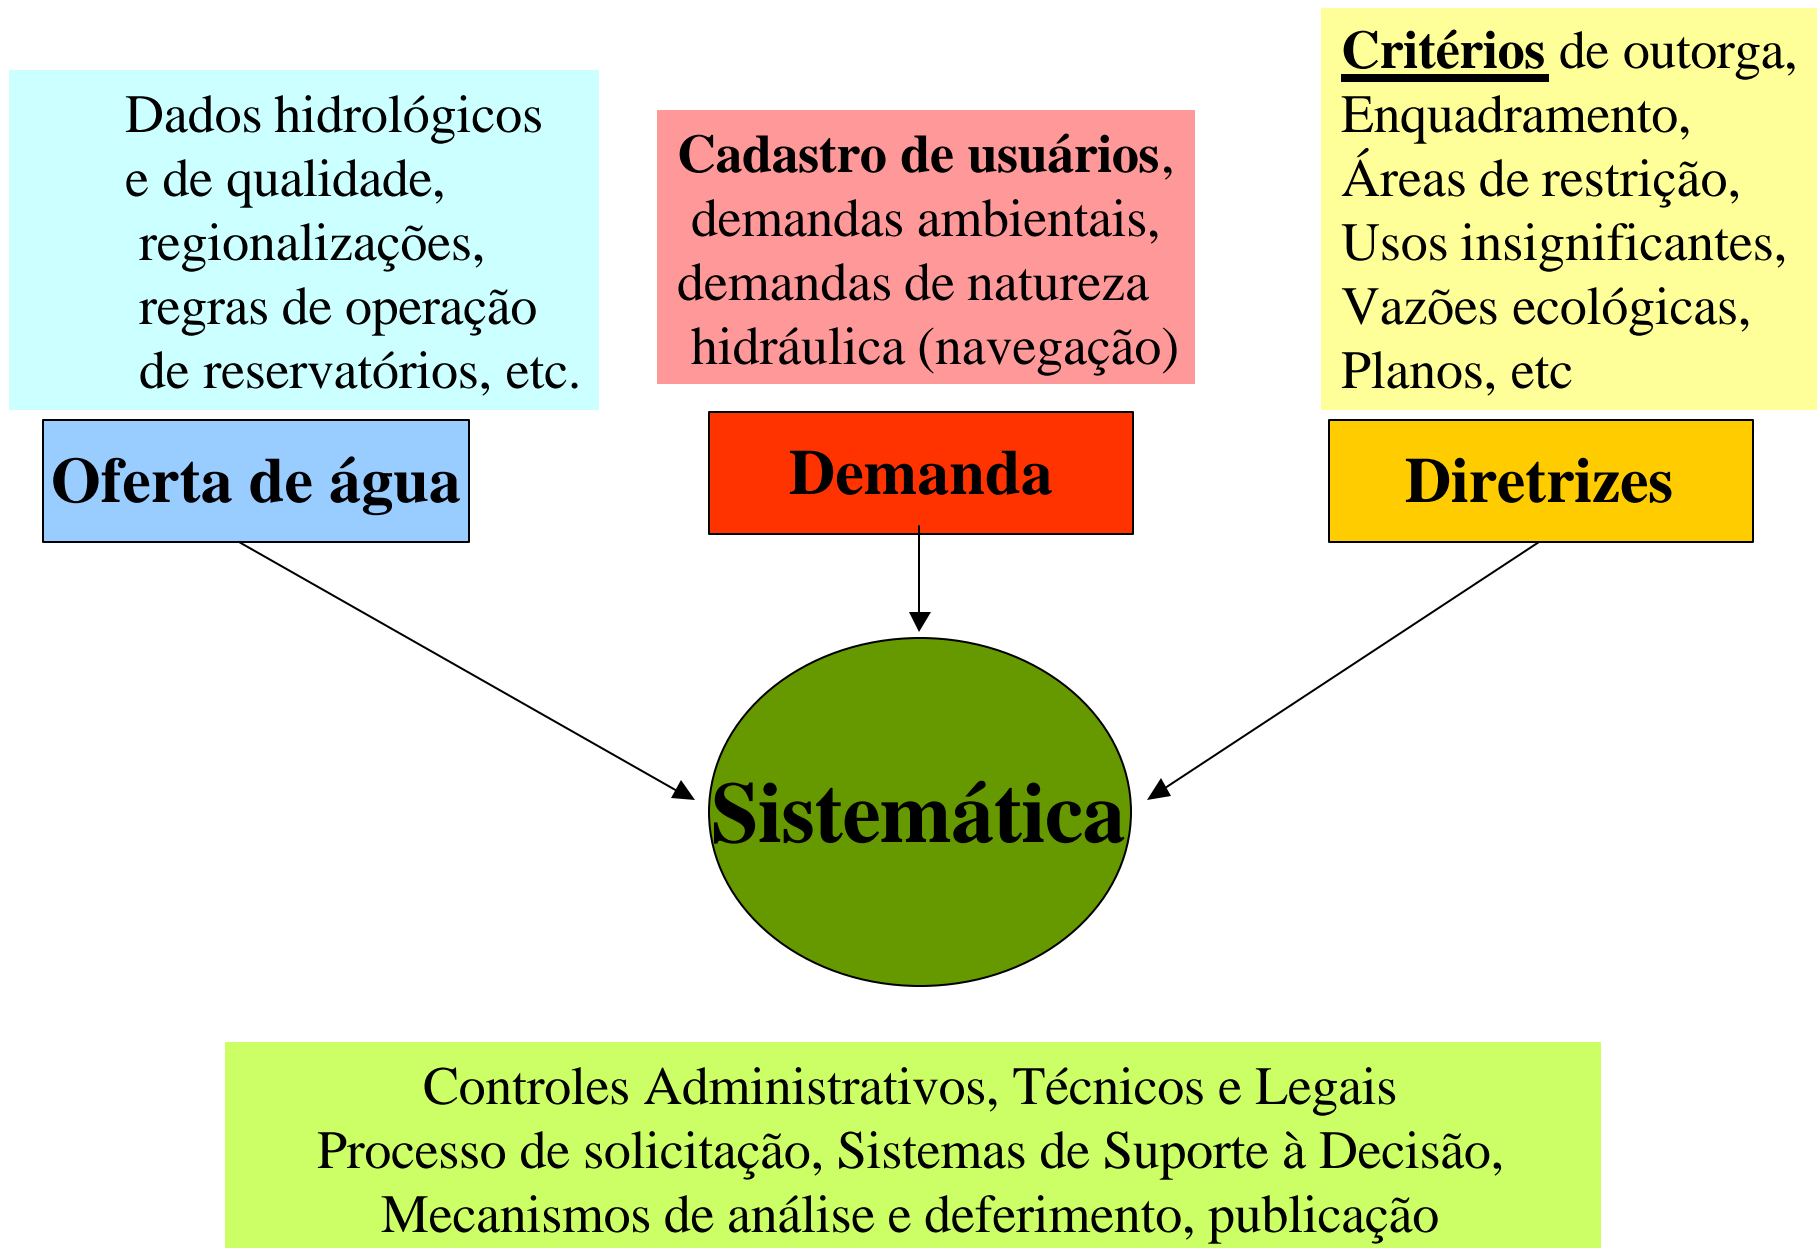 Dados hidrológicos
e de qualidade,
regionalizações,
regras de operação
de reservatórios, etc.
Oferta de água
Cadastro de usuários,
demandas ambientais,
demandas de natureza
hidráulica (navegação)
Demanda
Critérios de outorga,
Enquadramento,
Áreas de restrição,
Usos insignificantes,
Vazões ecológicas,
Planos, etc
Diretrizes
Sistemática
Controles Administrativos, Técnicos e Legais
Processo de solicitação, Sistemas de Suporte à Decisão,
Mecanismos de análise e deferimento, publicação